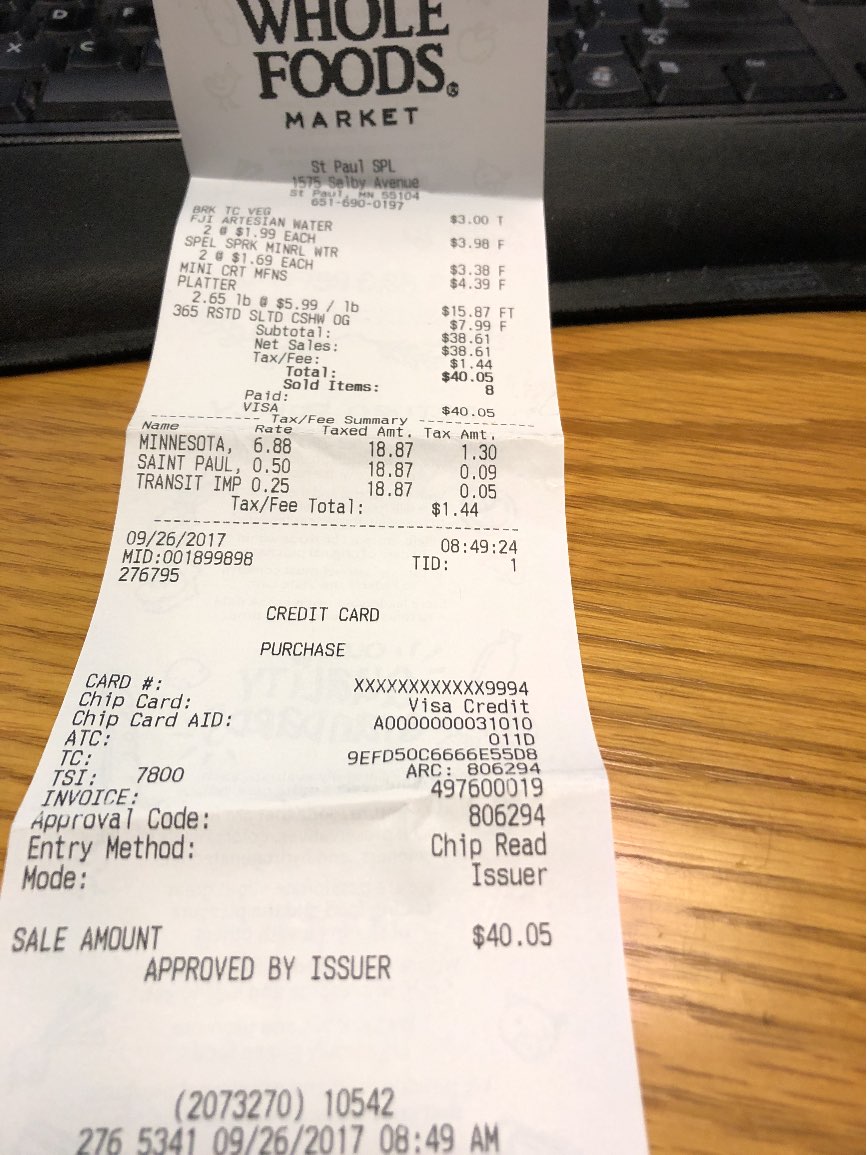 WHOLE
FOODS®
MARKET
St Paul SPL
1575 Selby Avenue
St Paul, MN 55104
651-690-0197
BRK TC VEG $3.00 T
FJI ARTESIAN WATER
2 @ $1.99 EACH $3.98 F
SPEL SPRK MINRL WTR
2 @ $1.69 EACH $3.38 F
MINI CRT MFNS $4.39 F
PLATTER
2.65 lb @ $5.99 / lb $15.87 FT
365 RSTD SLTD CSHW OG $7.99 F
Subtotal: $38.61
Net Sales: $38.61
Tax/Fee: $1.44
Total: $40.05
Sold Items: 8
Paid:
VISA $40.05
Tax/Fee Summary
Name Rate Taxed Amt. Tax Amt.
MINNESOTA, 6.88 18.87 1.30
SAINT PAUL, 0.50 18.87 0.09
TRANSIT IMP 0.25 18.87 0.05
Tax/Fee Total: $1.44
09/26/2017 08:49:24
MID:001899898 TID: 1
276795
CREDIT CARD
PURCHASE
CARD #: XXXXXXXXXXXX9994
Chip Card: Visa Credit
Chip Card AID: A0000000031010
ATC: 011D
TC: 9EFD50C6666E55D8
TSI: 7800 ARC: 806294
INVOICE: 497600019
Approval Code: 806294
Entry Method: Chip Read
Mode: Issuer
SALE AMOUNT $40.05
APPROVED BY ISSUER
(2073270) 10542
276 5341 09/26/2017 08:49 AM